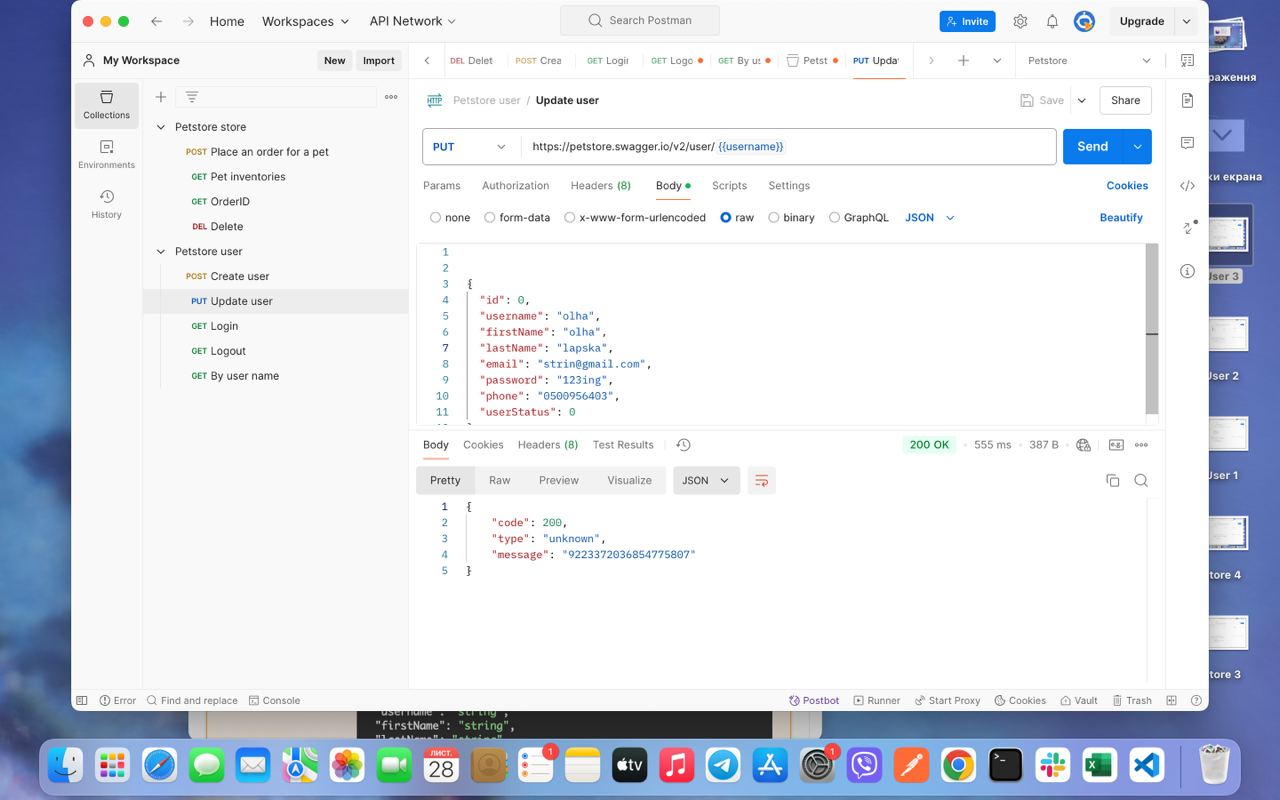 Home
Workspaces
API Network
Search Postman
Invite
Upgrade
My Workspace
New
Import
DEL Delet
POST Crea
GET Logi
GET Logo
GET By us
Petst
PUT Upda
Petstore
Collections
Environments
History
Petstore store
POST Place an order for a pet
GET Pet inventories
GET OrderID
DEL Delete
Petstore user
POST Create user
PUT Update user
GET Login
GET Logout
GET By user name
HTTP
Petstore user / Update user
Save
Share
PUT
https://petstore.swagger.io/v2/user/ {{username}}
Send
Params
Authorization
Headers (8)
Body
Scripts
Settings
Cookies
none
form-data
x-www-form-urlencoded
raw
binary
GraphQL
JSON
Beautify
1
2
3 {
4 "id": 0,
5 "username": "olha",
6 "firstName": "olha",
7 "lastName": "lapska",
8 "email": "strin@gmail.com",
9 "password": "123ing",
10 "phone": "0500956403",
11 "userStatus": 0
Body
Cookies
Headers (8)
Test Results
200 OK
555 ms
387 B
e.g.
Pretty
Raw
Preview
Visualize
JSON
1 {
2 "code": 200,
3 "type": "unknown",
4 "message": "9223372036854775807"
5 }
Error
Find and replace
Console
Postbot
Runner
Start Proxy
Cookies
Vault
Trash
"username": "string",
"firstName": "string",
раження
ки екрана
User 3
User 2
User 1
tore 4
tore 3
ЛИСТ.
28
1
tv
1